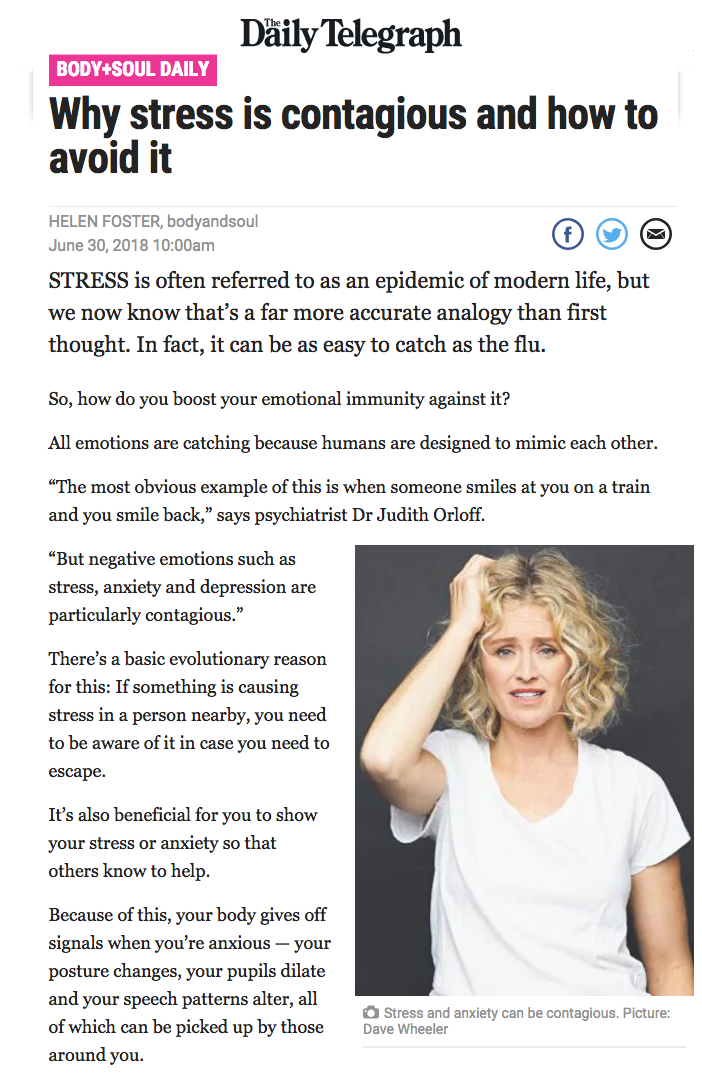 The Daily Telegraph
BODY+SOUL DAILY
Why stress is contagious and how to
avoid it
HELEN FOSTER, bodyandsoul
June 30, 2018 10:00am
f
STRESS is often referred to as an epidemic of modern life, but
we now know that’s a far more accurate analogy than first
thought. In fact, it can be as easy to catch as the flu.
So, how do you boost your emotional immunity against it?
All emotions are catching because humans are designed to mimic each other.
“The most obvious example of this is when someone smiles at you on a train
and you smile back,” says psychiatrist Dr Judith Orloff.
“But negative emotions such as
stress, anxiety and depression are
particularly contagious.”
There’s a basic evolutionary reason
for this: If something is causing
stress in a person nearby, you need
to be aware of it in case you need to
escape.
It’s also beneficial for you to show
your stress or anxiety so that
others know to help.
Because of this, your body gives off
signals when you’re anxious — your
posture changes, your pupils dilate
and your speech patterns alter, all
of which can be picked up by those
around you.
Stress and anxiety can be contagious. Picture:
Dave Wheeler